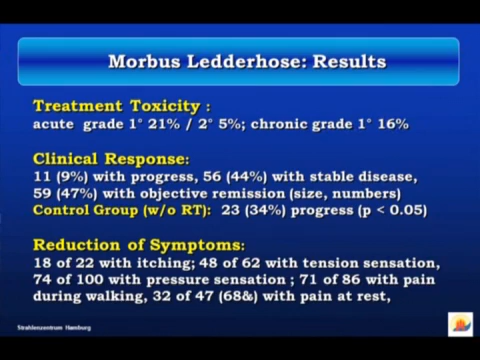 Morbus Ledderhose: Results
Treatment Toxicity :
acute grade 1° 21% / 2° 5%; chronic grade 1° 16%
Clinical Response:
11 (9%) with progress, 56 (44%) with stable disease,
59 (47%) with objective remission (size, numbers)
Control Group (w/o RT): 23 (34%) progress (p < 0.05)
Reduction of Symptoms:
18 of 22 with itching; 48 of 62 with tension sensation,
74 of 100 with pressure sensation ; 71 of 86 with pain
during walking, 32 of 47 (68&) with pain at rest,
Strahlenzentrum Hamburg